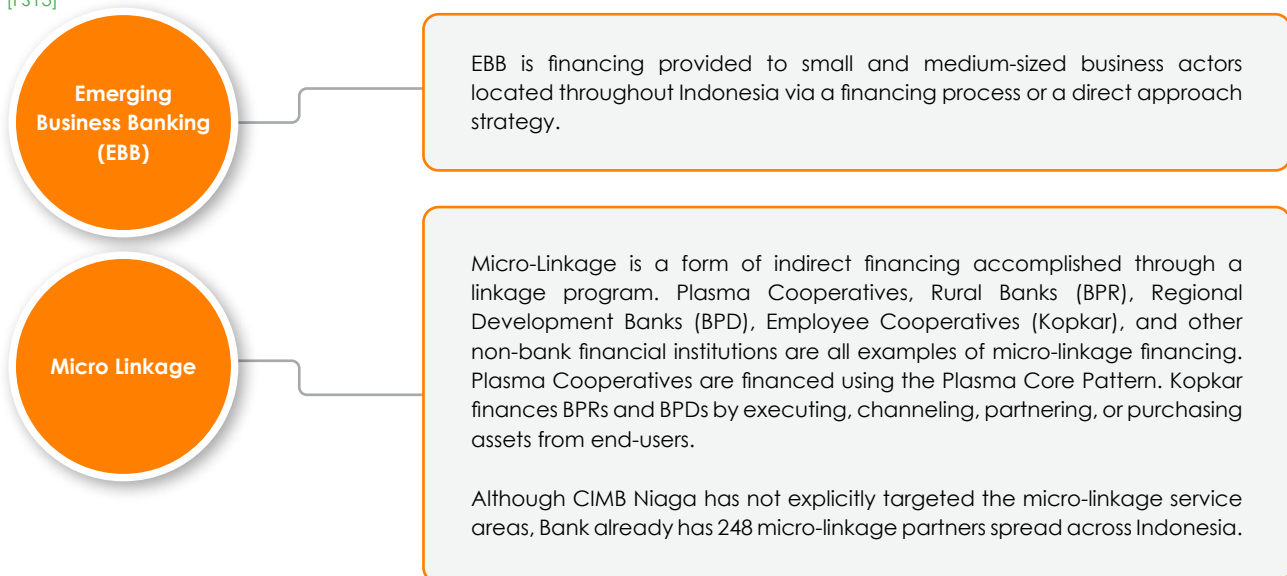 Emerging
Business Banking
(EBB)
EBB is financing provided to small and medium-sized business actors
located throughout Indonesia via a financing process or a direct approach
strategy.
Micro Linkage
Micro-Linkage is a form of indirect financing accomplished through a
linkage program. Plasma Cooperatives, Rural Banks (BPR), Regional
Development Banks (BPD), Employee Cooperatives (Kopkar), and other
non-bank financial institutions are all examples of micro-linkage financing.
Plasma Cooperatives are financed using the Plasma Core Pattern. Kopkar
finances BPRs and BPDs by executing, channeling, partnering, or purchasing
assets from end-users.
Although CIMB Niaga has not explicitly targeted the micro-linkage service
areas, Bank already has 248 micro-linkage partners spread across Indonesia.